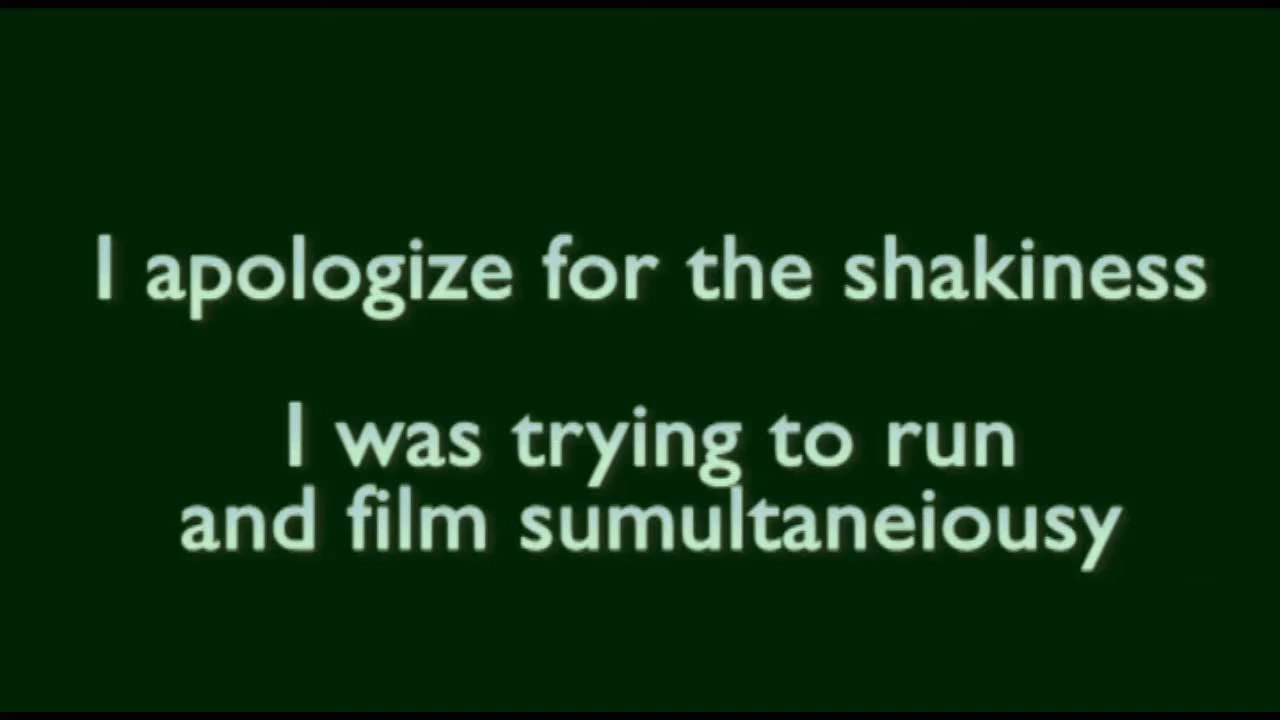 I apologize for the shakiness
I was trying to run
and film sumultaneiousy